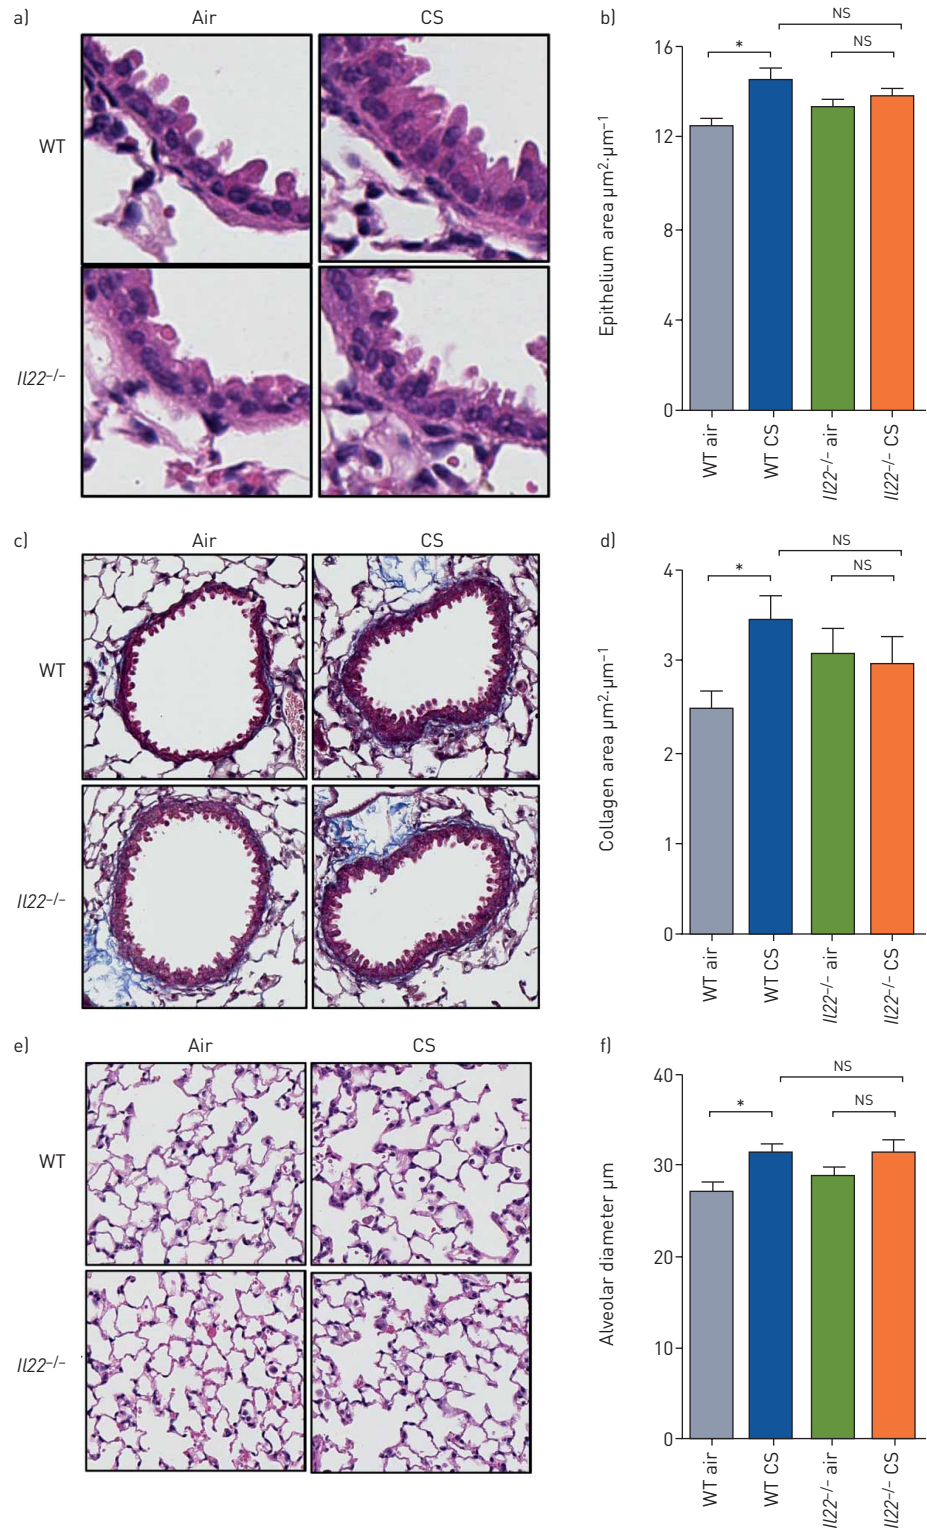 a)
Air
CS
WT
Il22–/–
b)
NS
NS
*
16
12
8
4
0
Epithelium area µm2·µm–1
WT air
WT CS
Il22–/– air
Il22–/– CS
c)
Air
CS
WT
Il22–/–
d)
NS
NS
*
4
3
2
1
0
Collagen area µm2·µm–1
WT air
WT CS
Il22–/– air
Il22–/– CS
e)
Air
CS
WT
Il22–/–
f)
NS
NS
*
40
30
20
10
0
Alveolar diameter µm
WT air
WT CS
Il22–/– air
Il22–/– CS